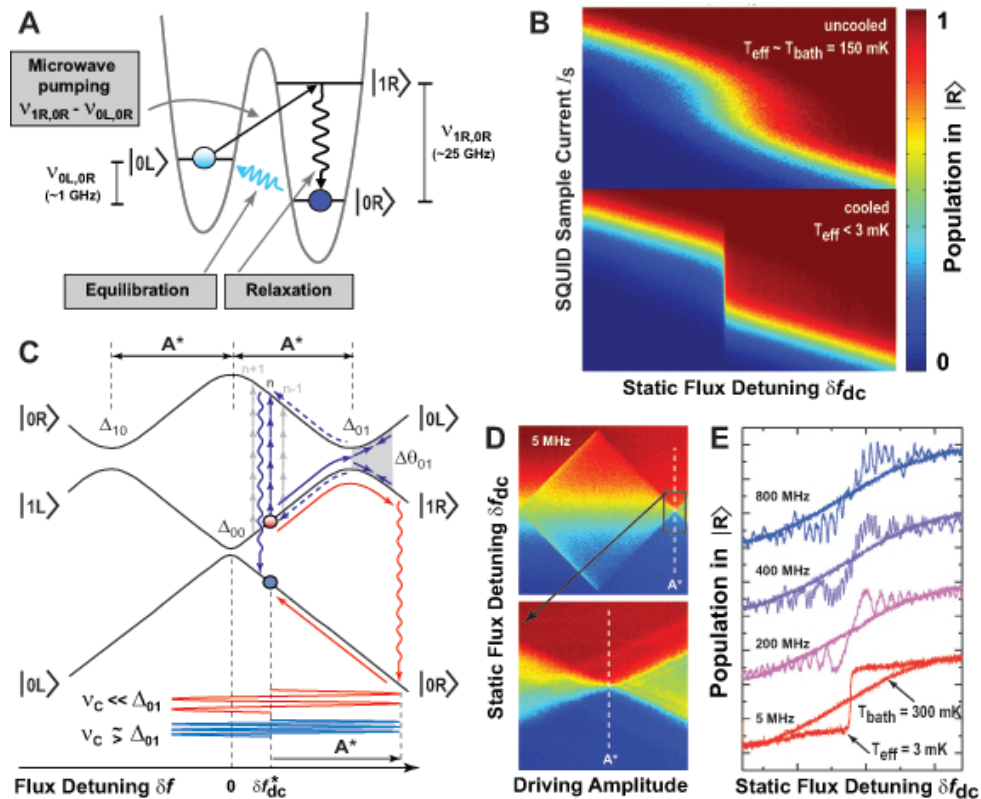 A
Microwave
pumping
ν1R,0R - ν0L,0R
|1R⟩
ν1R,0R
(~25 GHz)
|0L⟩
ν0L,0R
(~1 GHz)
|0R⟩
Equilibration
Relaxation
B
SQUID Sample Current Is
uncooled
Teff ~ Tbath = 150 mK
cooled
Teff < 3 mK
Static Flux Detuning δfdc
1
0
Population in |R⟩
C
A*
A*
n+1
n
n-1
|0R⟩
Δ10
Δ01
|0L⟩
Δθ01
|1L⟩
Δ00
|1R⟩
|0L⟩
|0R⟩
νC << Δ01
νC ≳ Δ01
A*
Flux Detuning δf
0
δf*dc
D
Static Flux Detuning δfdc
5 MHz
A*
A*
Driving Amplitude
E
Population in |R⟩
800 MHz
400 MHz
200 MHz
5 MHz
Tbath = 300 mK
Teff = 3 mK
Static Flux Detuning δfdc